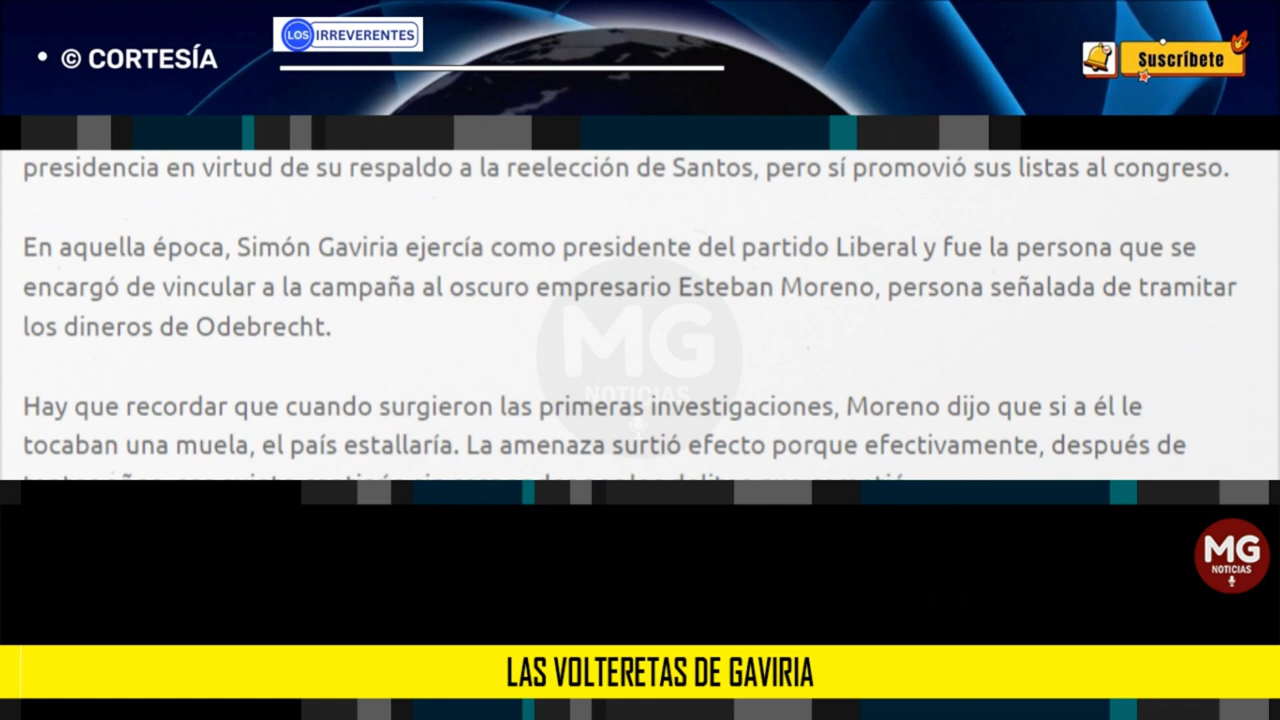 • © CORTESÍA
LOS IRREVERENTES
Suscríbete
presidencia en virtud de su respaldo a la reelección de Santos, pero sí promovió sus listas al congreso.
En aquella época, Simón Gaviria ejercía como presidente del partido Liberal y fue la persona que se
encargó de vincular a la campaña al oscuro empresario Esteban Moreno, persona señalada de tramitar
los dineros de Odebrecht.
MG
NOTICIAS
Hay que recordar que cuando surgieron las primeras investigaciones, Moreno dijo que si a él le
tocaban una muela, el país estallaría. La amenaza surtió efecto porque efectivamente, después de
MG
NOTICIAS
LAS VOLTERETAS DE GAVIRIA